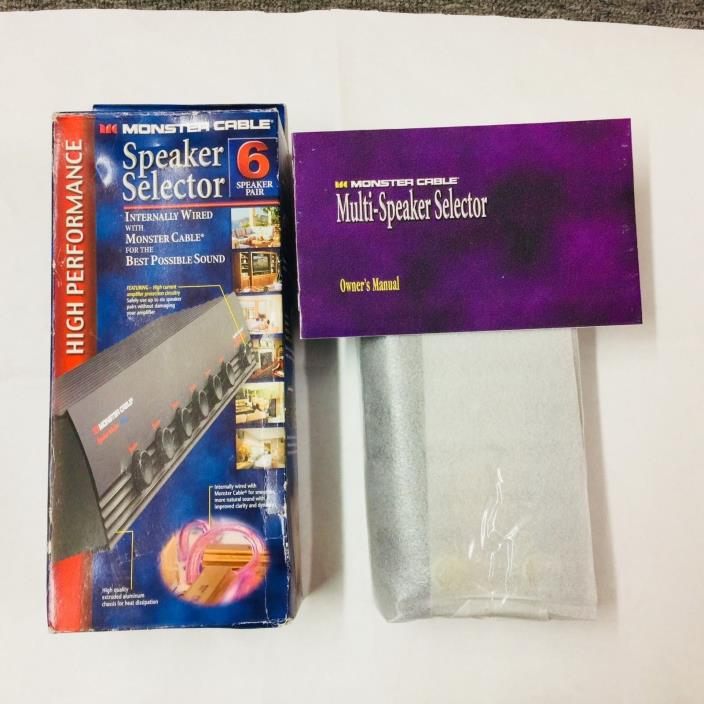 MONSTER CABLE
Speaker
Selector
6
SPEAKER
PAIR
HIGH PERFORMANCE
INTERNALLY WIRED
WITH
MONSTER CABLE®
FOR THE
BEST POSSIBLE SOUND
FEATURING – High current
amplifier protection circuitry
Safely use up to six speaker
pairs without damaging
your amplifier.
MONSTER CABLE
Internally wired with
Monster Cable® for
more natural sound with
improved clarity and
High quality
extruded aluminum
chassis for heat dissipation
MONSTER CABLE
Multi-Speaker Selector
Owner's Manual